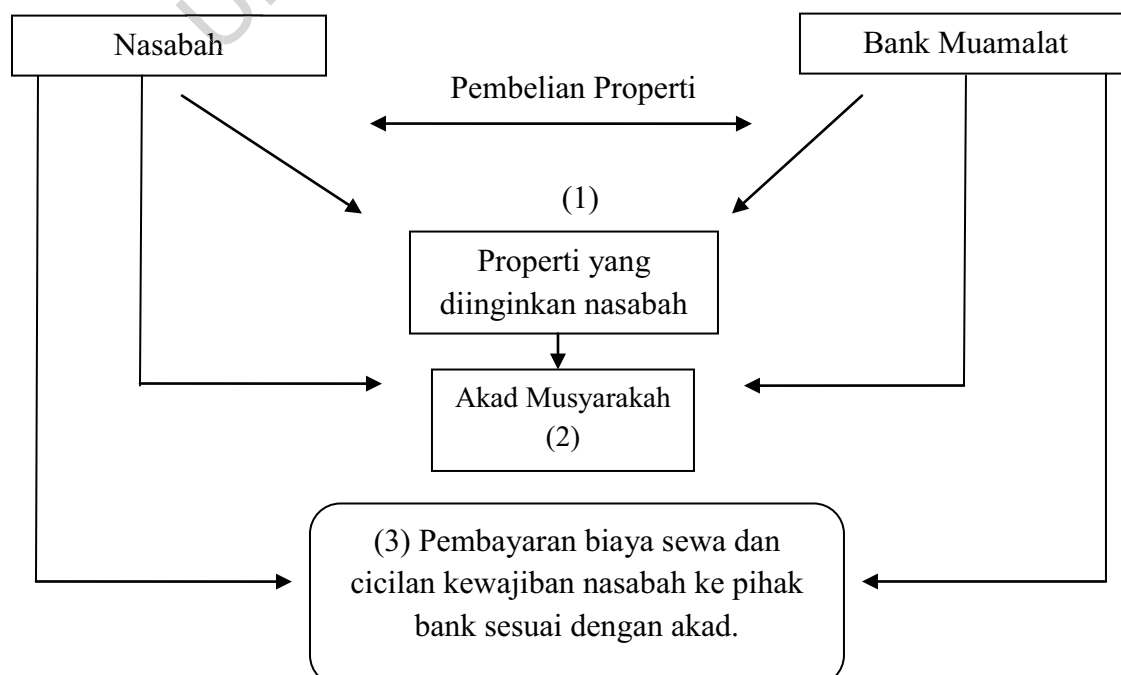 Nasabah
Bank Muamalat
Pembelian Properti
(1)
Properti yang
diinginkan nasabah
Akad Musyarakah
(2)
(3) Pembayaran biaya sewa dan
cicilan kewajiban nasabah ke pihak
bank sesuai dengan akad.